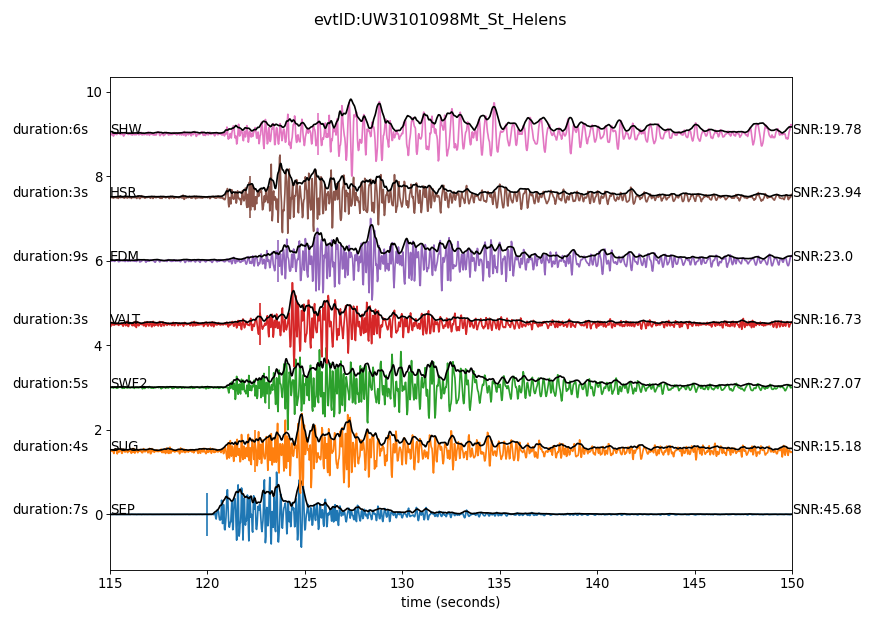 evtID:UW3101098Mt_St_Helens
10
duration:6s SHW SNR:19.78
8
duration:3s HSR SNR:23.94
duration:9s EDM SNR:23.0
6
duration:3s VALT SNR:16.73
4
duration:5s SWF2 SNR:27.07
2
duration:4s SUG SNR:15.18
duration:7s SEP SNR:45.68
0
115 120 125 130 135 140 145 150
time (seconds)